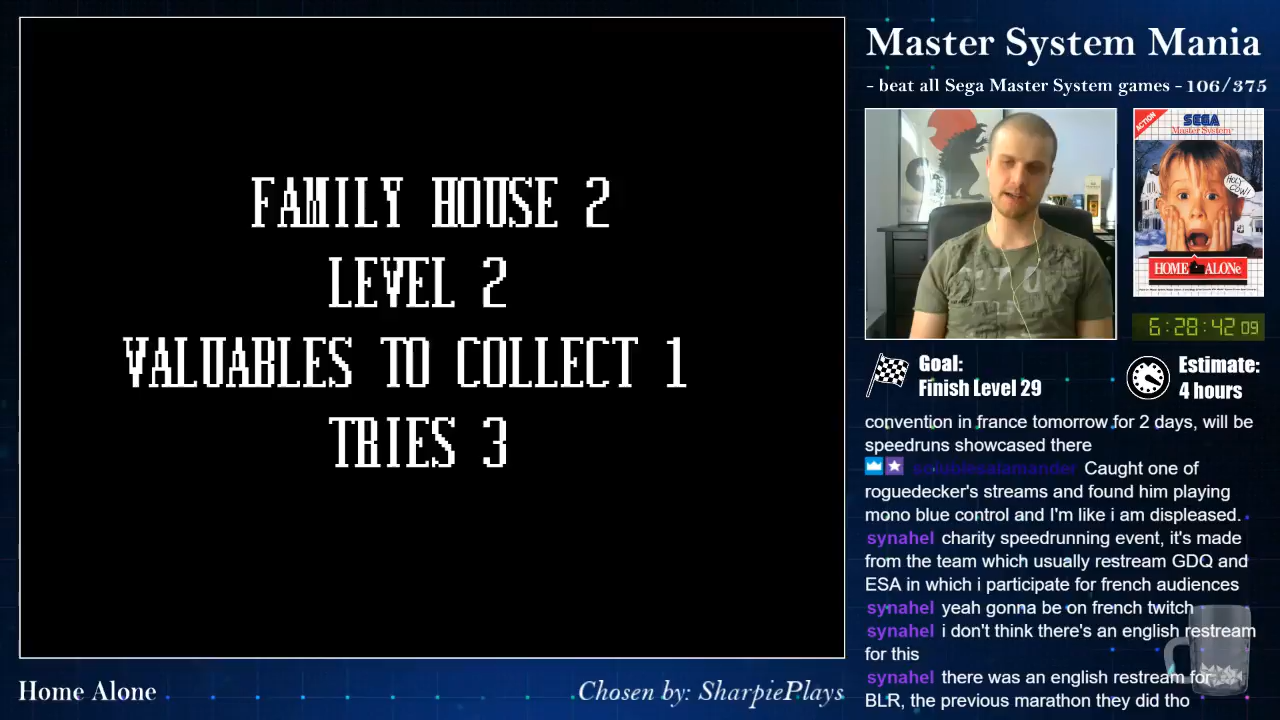 FAMILY HOUSE 2
LEVEL 2
VALUABLES TO COLLECT 1
TRIES 3
Home Alone
Chosen by: SharpiePlays
Master System Mania
- beat all Sega Master System games - 106/375
ACTION
SEGA
Master System
HOLY COW!
HOME ALONe
6:28:42 09
Goal:
Finish Level 29
Estimate:
4 hours
convention in france tomorrow for 2 days, will be
speedruns showcased there
Caught one of
roguedecker's streams and found him playing
mono blue control and I'm like i am displeased.
synahel charity speedrunning event, it's made
from the team which usually restream GDQ and
ESA in which i participate for french audiences
synahel yeah gonna be on french twitch
synahel i don't think there's an english restream
for this
synahel there was an english restream for
BLR, the previous marathon they did tho